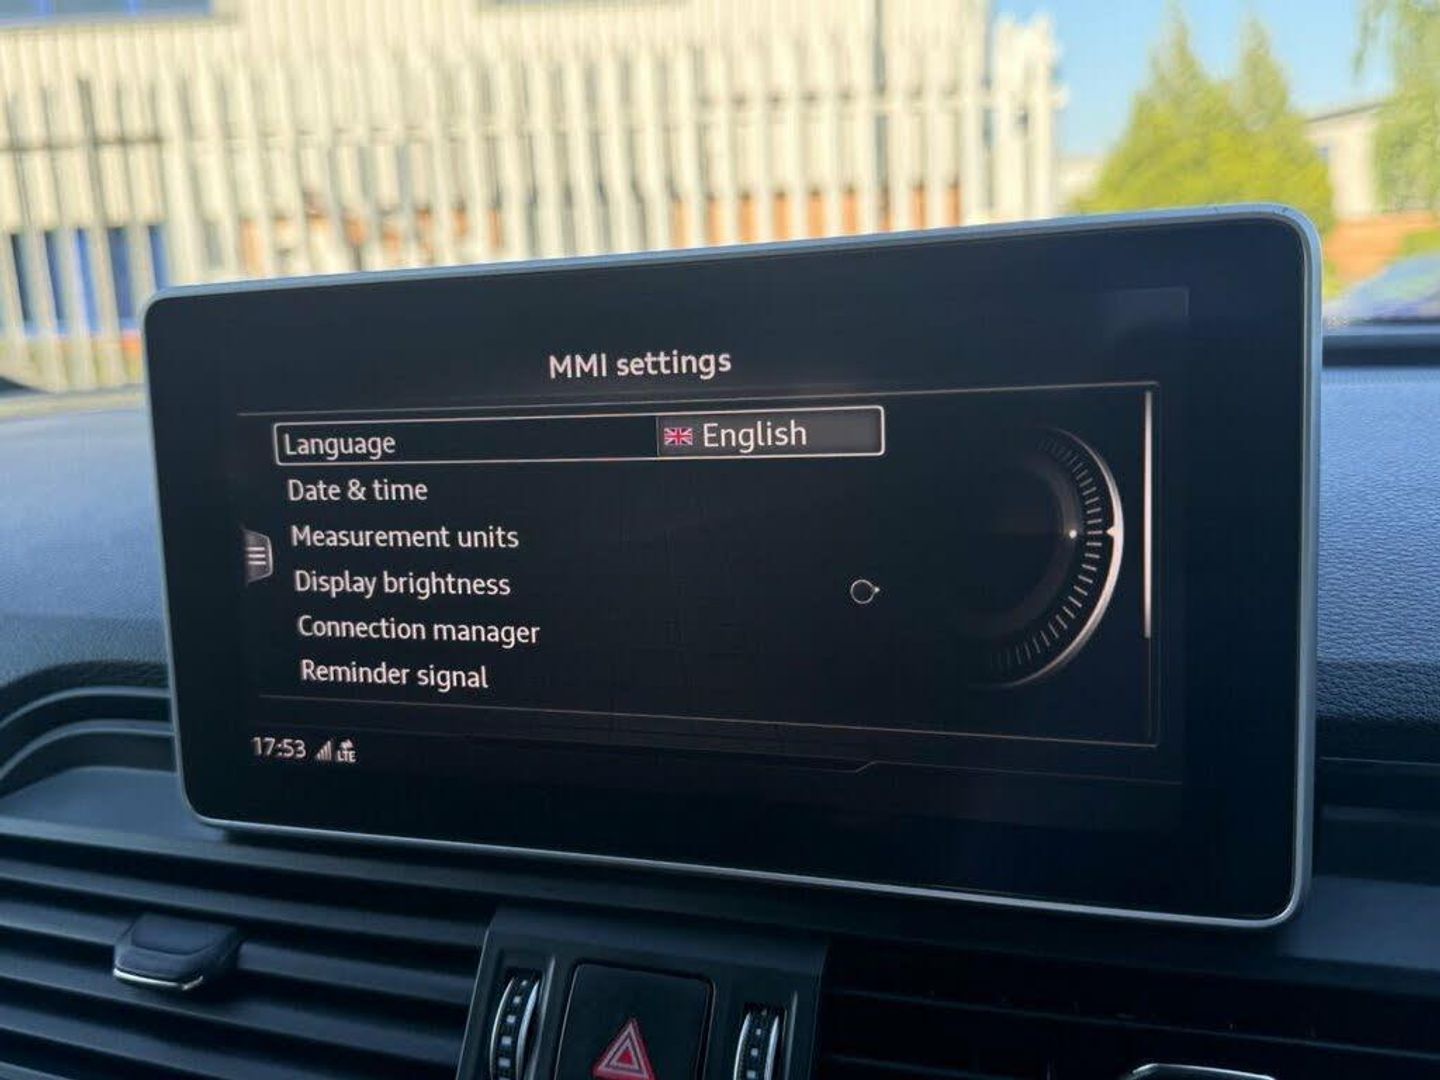 MMI settings
Language English
Date & time
Measurement units
Display brightness
Connection manager
Reminder signal
17:53 LTE